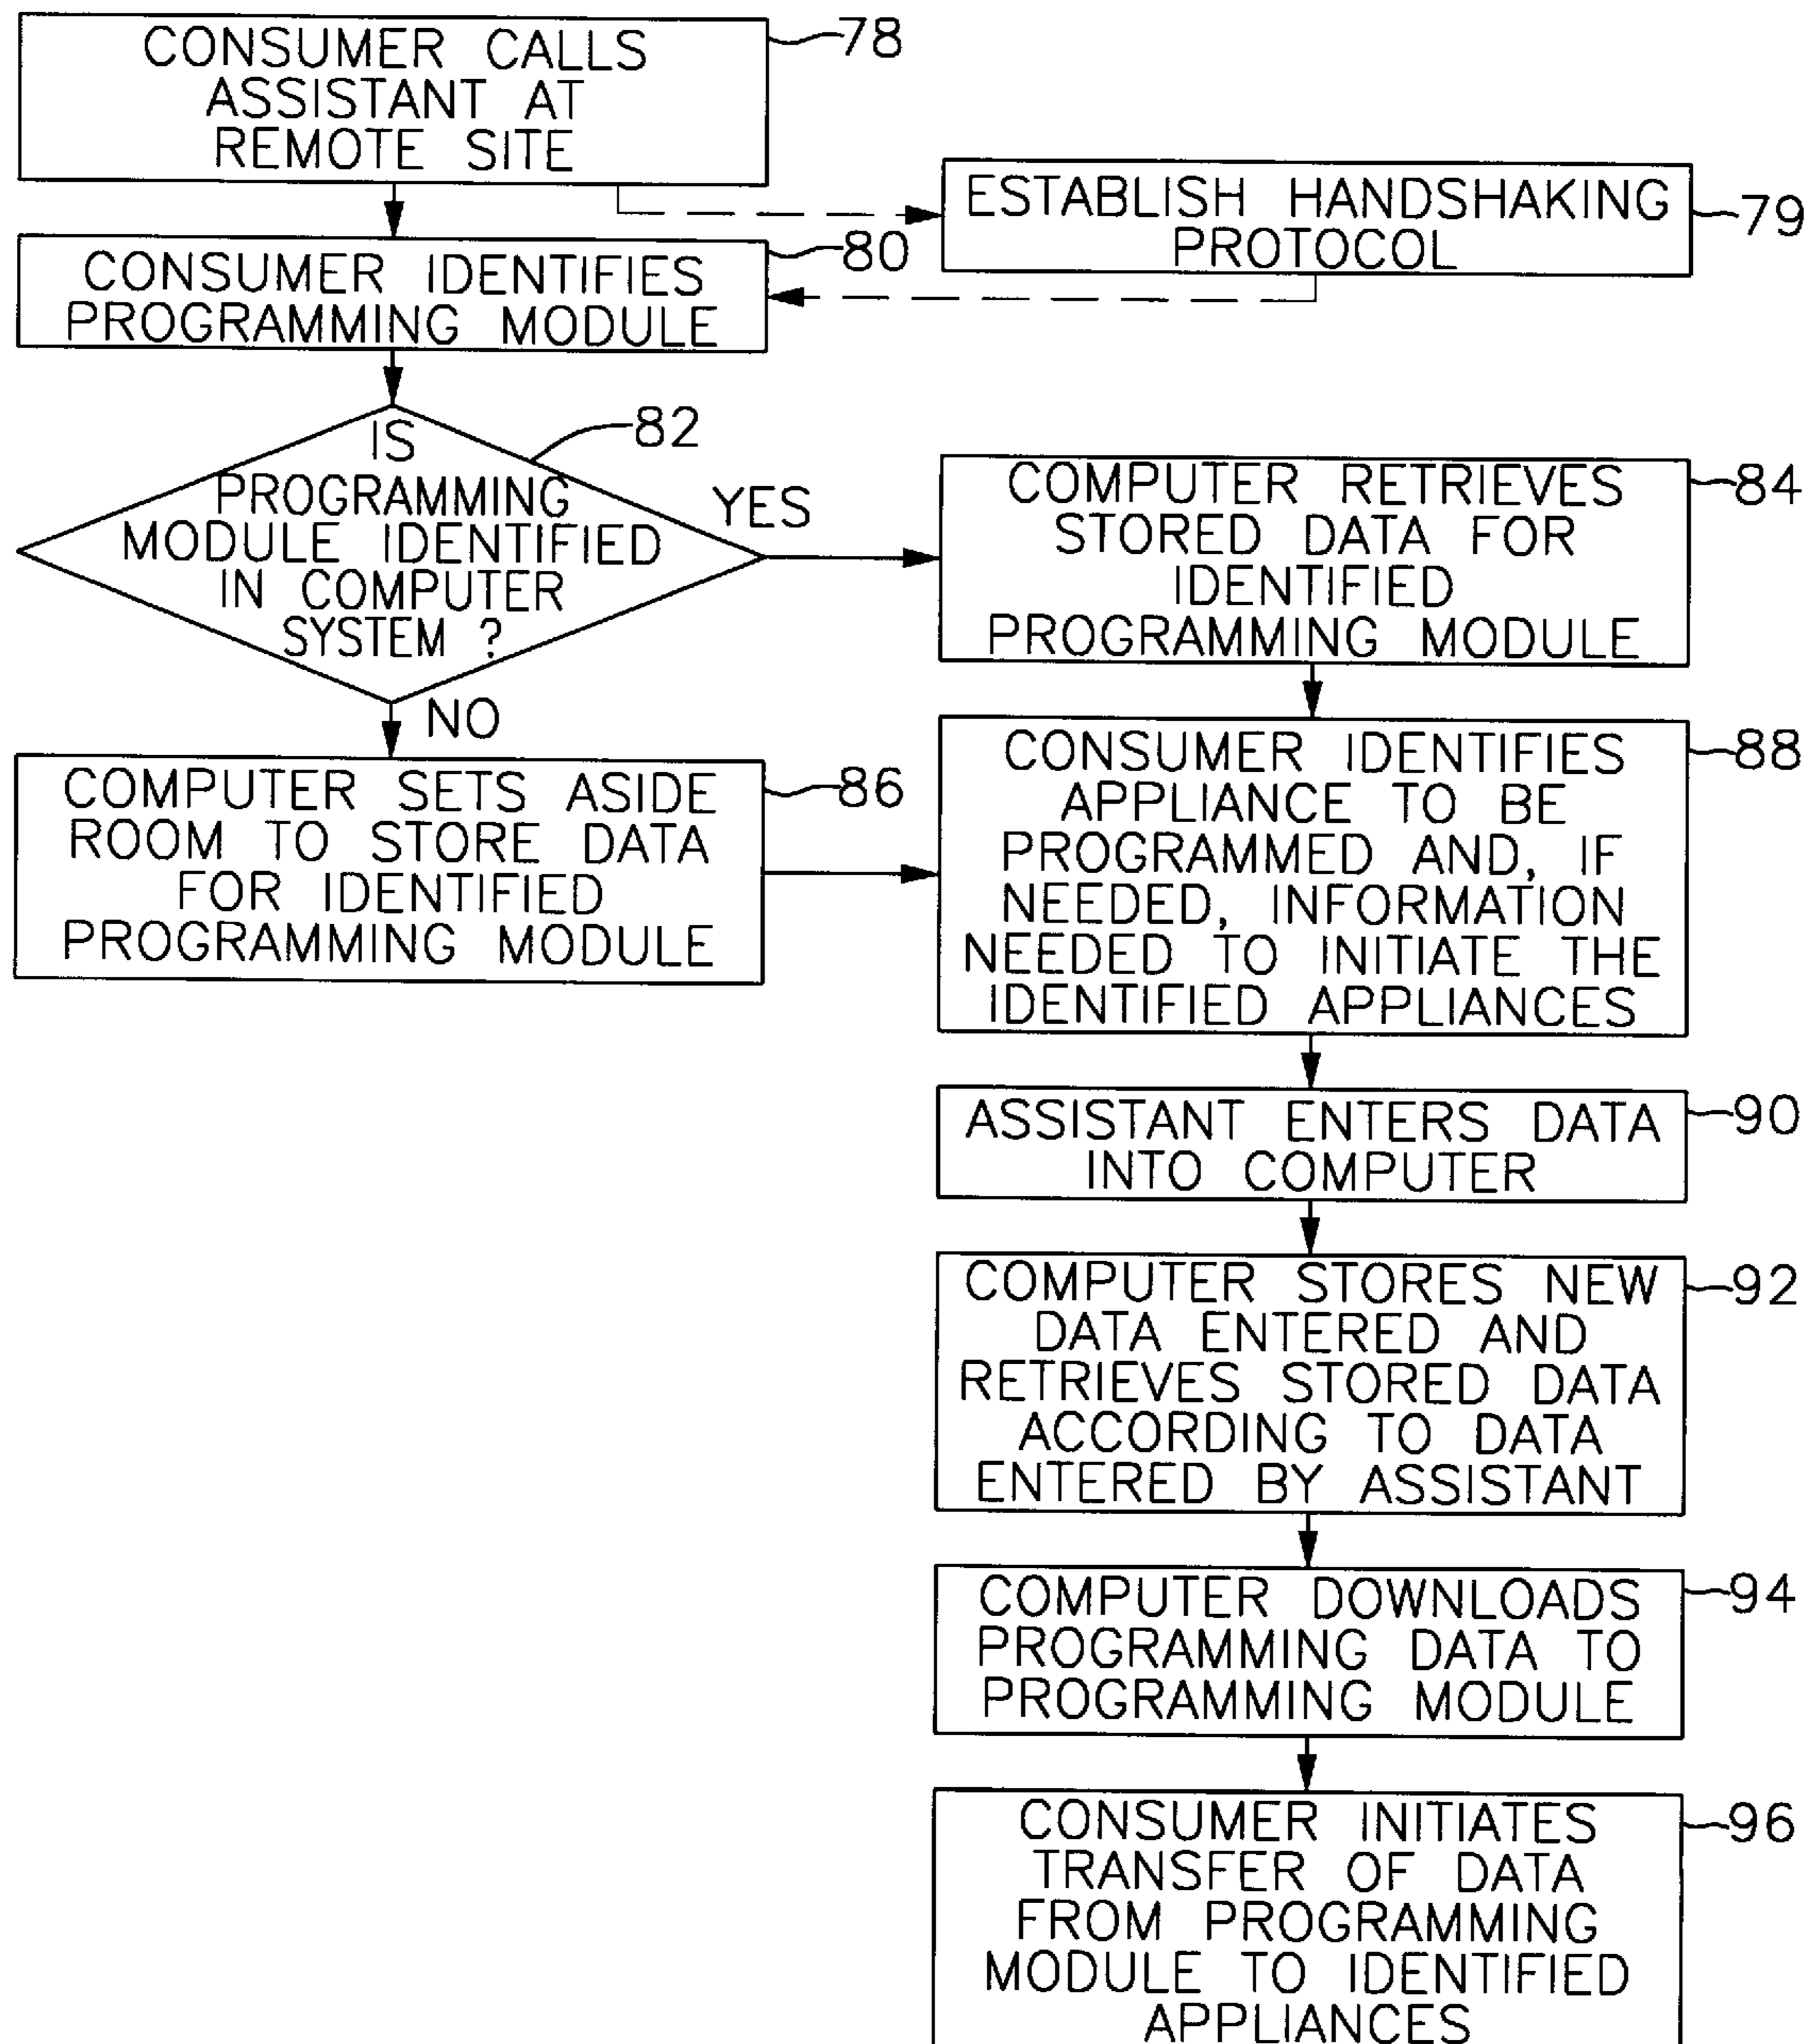 CONSUMER CALLS
ASSISTANT AT
REMOTE SITE
78
ESTABLISH HANDSHAKING
PROTOCOL
79
CONSUMER IDENTIFIES
PROGRAMMING MODULE
80
IS
PROGRAMMING
MODULE IDENTIFIED
IN COMPUTER
SYSTEM ?
82
YES
NO
COMPUTER RETRIEVES
STORED DATA FOR
IDENTIFIED
PROGRAMMING MODULE
84
COMPUTER SETS ASIDE
ROOM TO STORE DATA
FOR IDENTIFIED
PROGRAMMING MODULE
86
CONSUMER IDENTIFIES
APPLIANCE TO BE
PROGRAMMED AND, IF
NEEDED, INFORMATION
NEEDED TO INITIATE THE
IDENTIFIED APPLIANCES
88
ASSISTANT ENTERS DATA
INTO COMPUTER
90
COMPUTER STORES NEW
DATA ENTERED AND
RETRIEVES STORED DATA
ACCORDING TO DATA
ENTERED BY ASSISTANT
92
COMPUTER DOWNLOADS
PROGRAMMING DATA TO
PROGRAMMING MODULE
94
CONSUMER INITIATES
TRANSFER OF DATA
FROM PROGRAMMING
MODULE TO IDENTIFIED
APPLIANCES
96